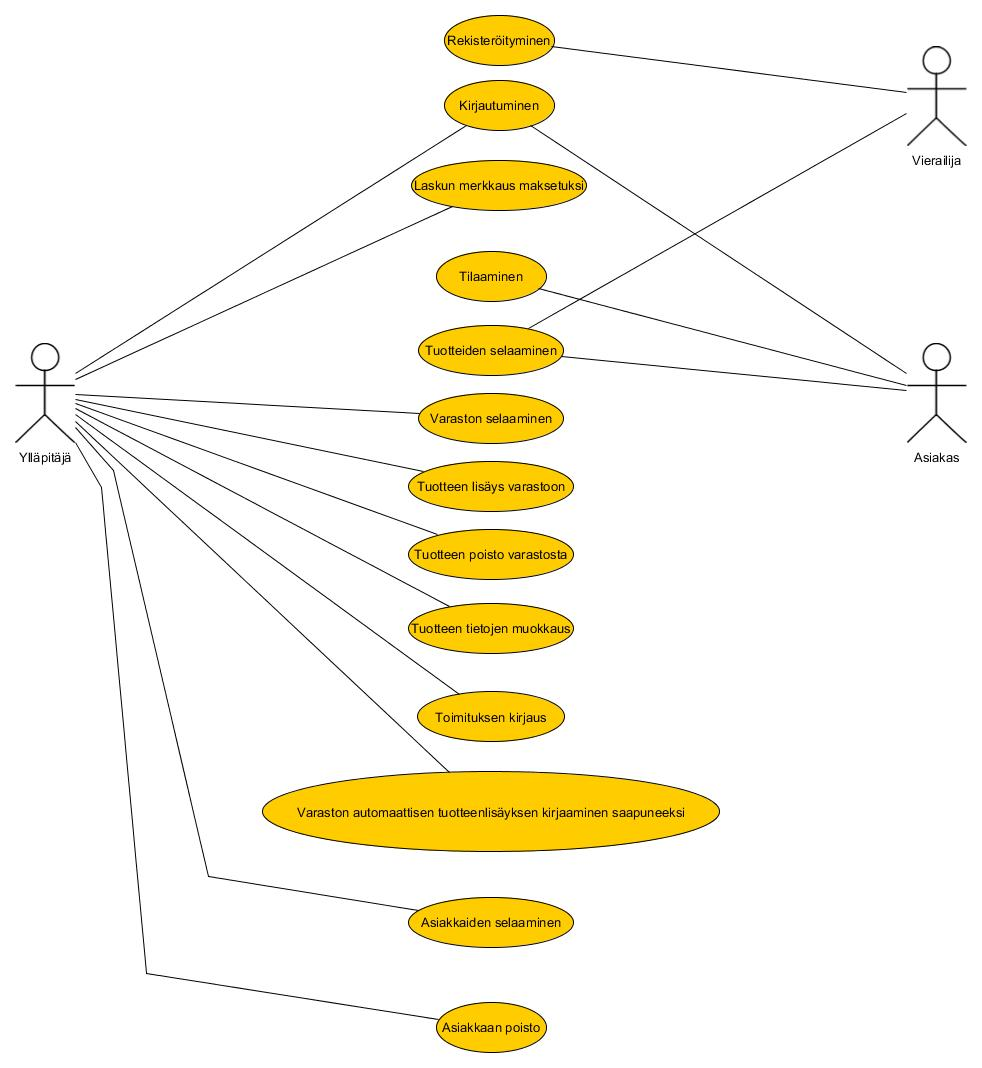 Rekisteröityminen
Kirjautuminen
Vierailija
Laskun merkkaus maksetuksi
Tilaaminen
Tuotteiden selaaminen
Varaston selaaminen
Ylläpitäjä
Asiakas
Tuotteen lisäys varastoon
Tuotteen poisto varastosta
Tuotteen tietojen muokkaus
Toimituksen kirjaus
Varaston automaattisen tuotteenlisäyksen kirjaaminen saapuneeksi
Asiakkaiden selaaminen
Asiakkaan poisto